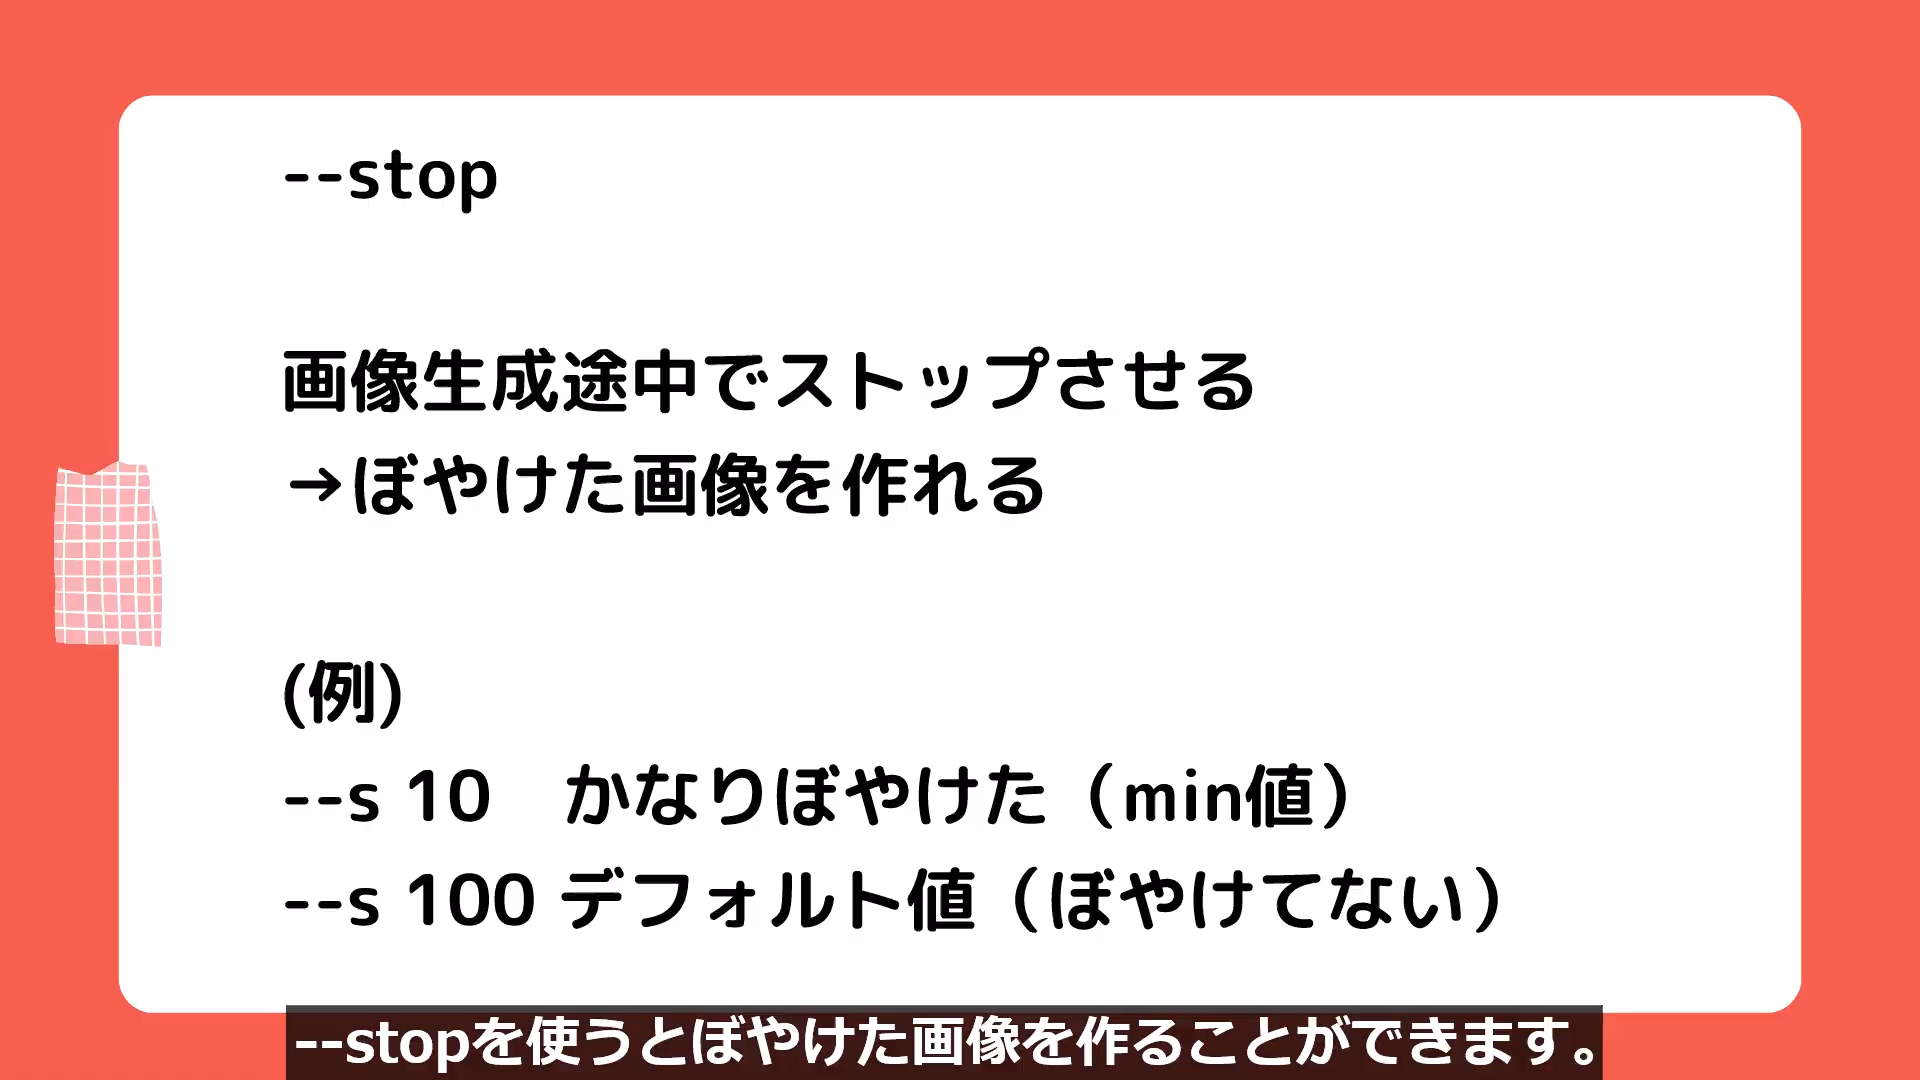 --stop
画像生成途中でストップさせる
→ぼやけた画像を作れる
(例)
--s 10　かなりぼやけた（min値）
--s 100 デフォルト値（ぼやけてない）
--stopを使うとぼやけた画像を作ることができます。